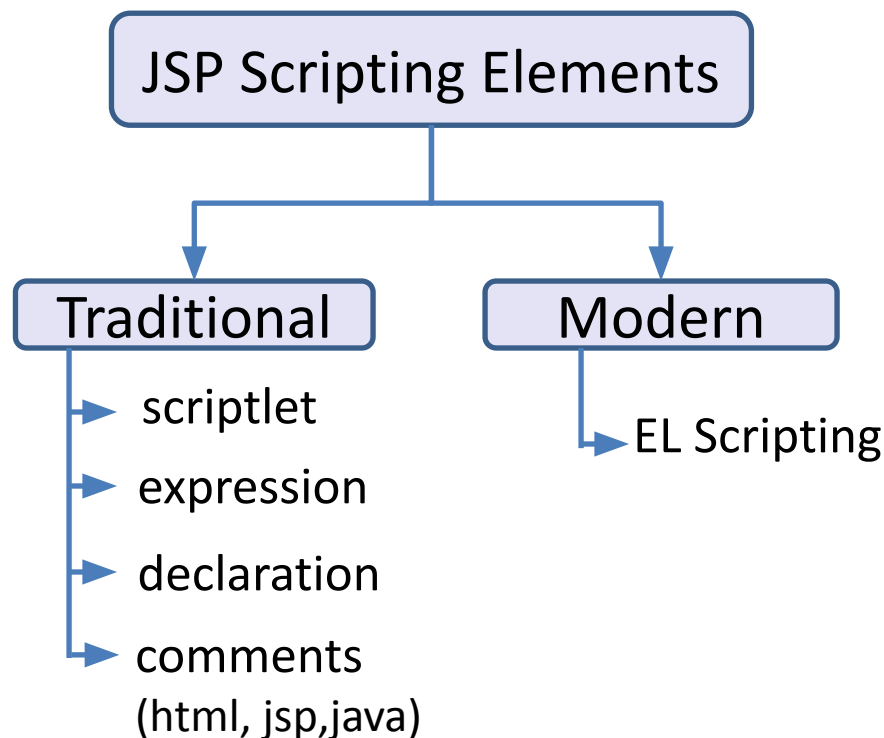 JSP Scripting Elements
Traditional
Modern
scriptlet
expression
declaration
comments
(html, jsp,java)
EL Scripting